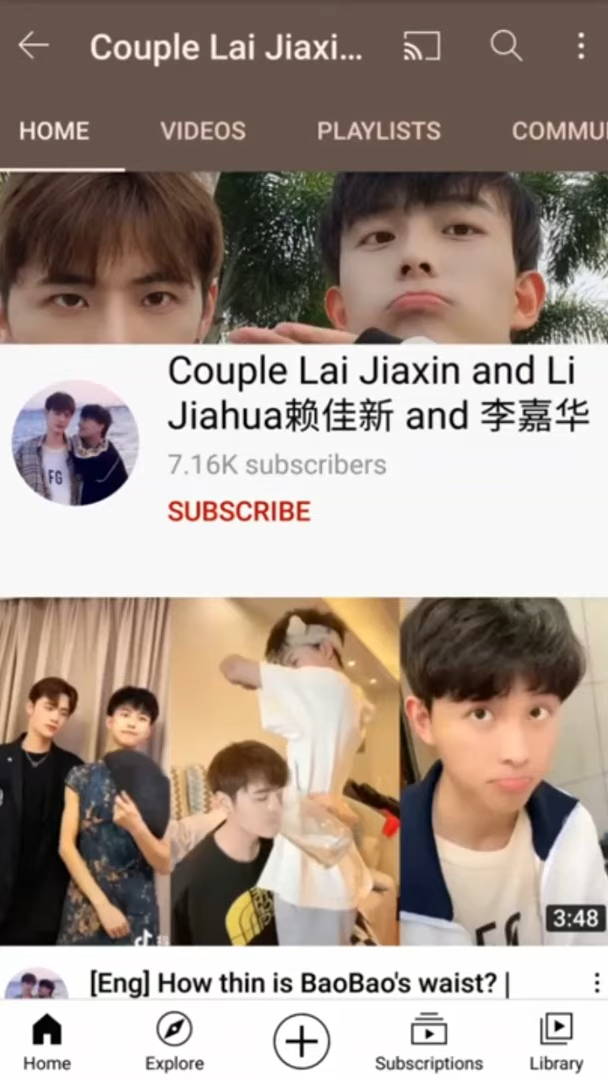 Couple Lai Jiaxi...
HOME VIDEOS PLAYLISTS COMMU
Couple Lai Jiaxin and Li
Jiahua赖佳新 and 李嘉华
7.16K subscribers
SUBSCRIBE
FG
FG
3:48
[Eng] How thin is BaoBao's waist? |
Home Explore Subscriptions Library